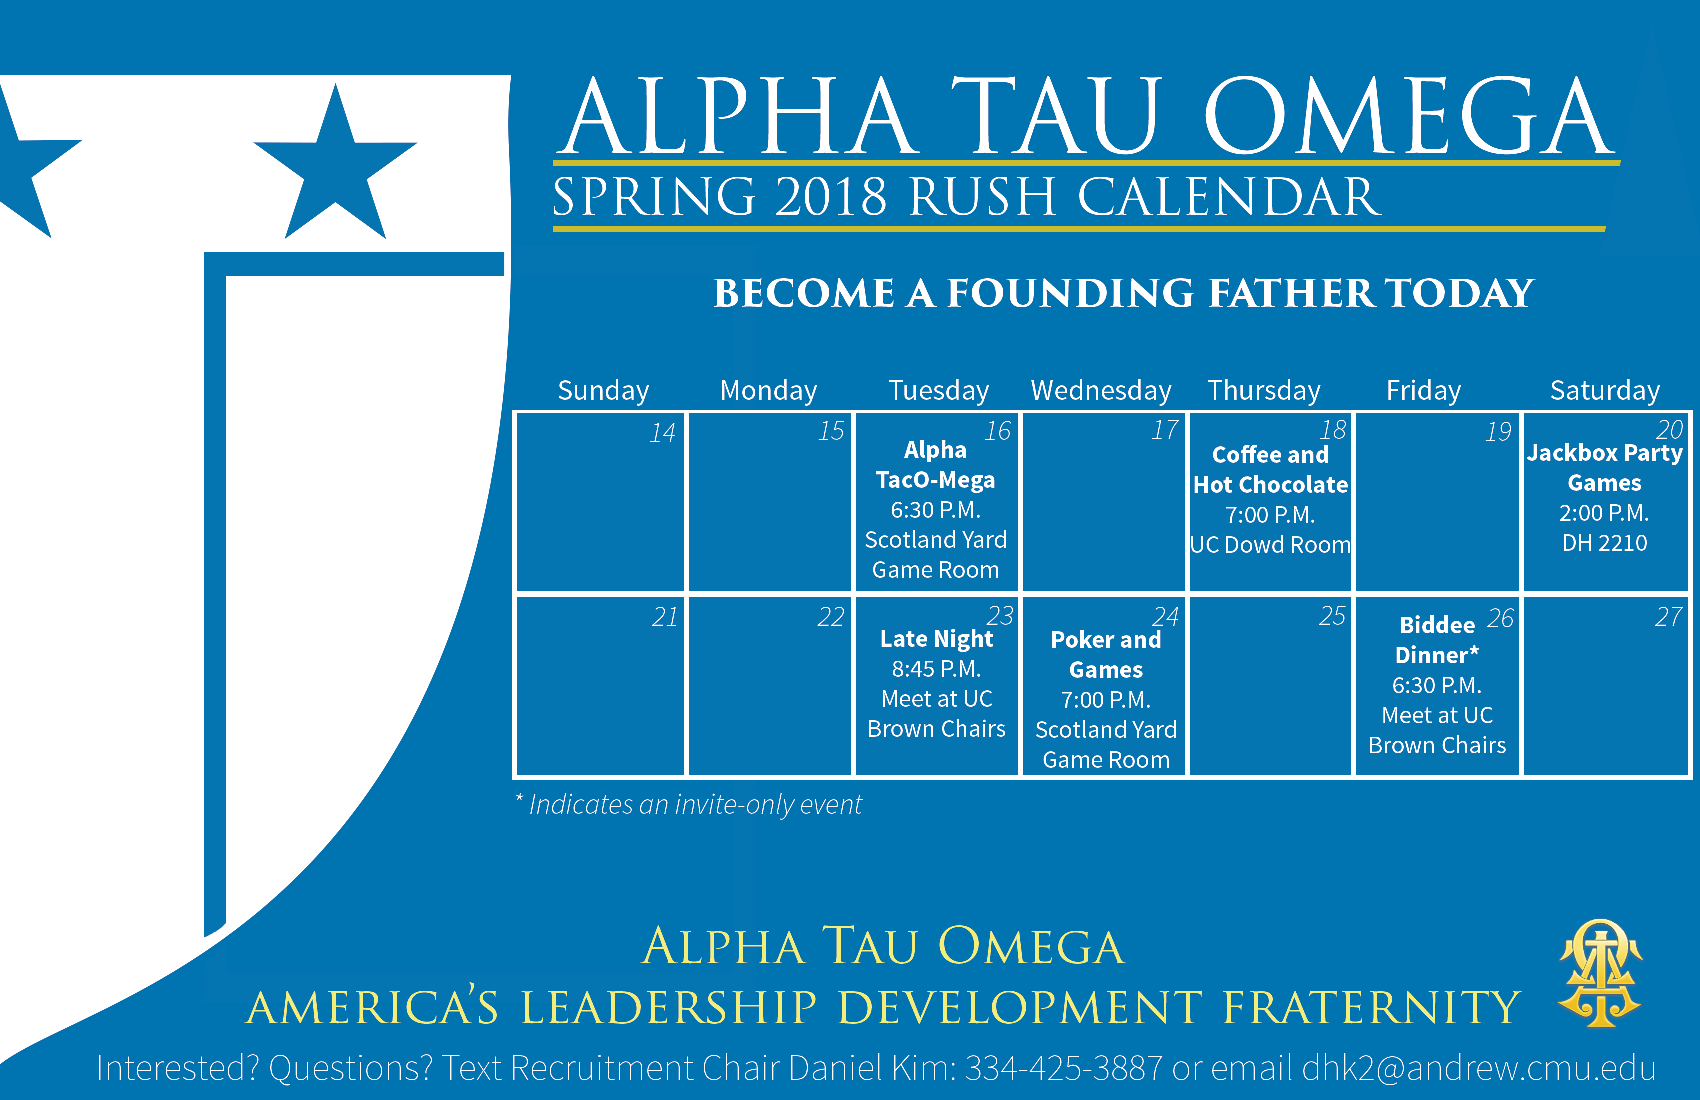 ALPHA TAU OMEGA
SPRING 2018 RUSH CALENDAR
BECOME A FOUNDING FATHER TODAY
Sunday Monday Tuesday Wednesday Thursday Friday Saturday
14
15
16
Alpha
TacO-Mega
6:30 P.M.
Scotland Yard
Game Room
17
18
Coffee and
Hot Chocolate
7:00 P.M.
UC Dowd Room
19
20
Jackbox Party
Games
2:00 P.M.
DH 2210
21
22
23
Late Night
8:45 P.M.
Meet at UC
Brown Chairs
24
Poker and
Games
7:00 P.M.
Scotland Yard
Game Room
25
Biddee 26
Dinner*
6:30 P.M.
Meet at UC
Brown Chairs
27
* Indicates an invite-only event
ALPHA TAU OMEGA
AMERICA'S LEADERSHIP DEVELOPMENT FRATERNITY
Interested? Questions? Text Recruitment Chair Daniel Kim: 334-425-3887 or email dhk2@andrew.cmu.edu